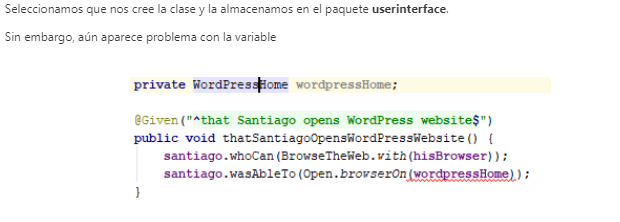 Seleccionamos que nos cree la clase y la almacenamos en el paquete userinterface.
Sin embargo, aún aparece problema con la variable
private WordPressHome wordpressHome;
@Given("^that Santiago opens WordPress website$")
public void thatSantiagoOpensWordPressWebsite() {
santiago.whoCan(BrowseTheWeb.with(hisBrowser));
santiago.wasAbleTo(Open.browserOn(wordpressHome));
}